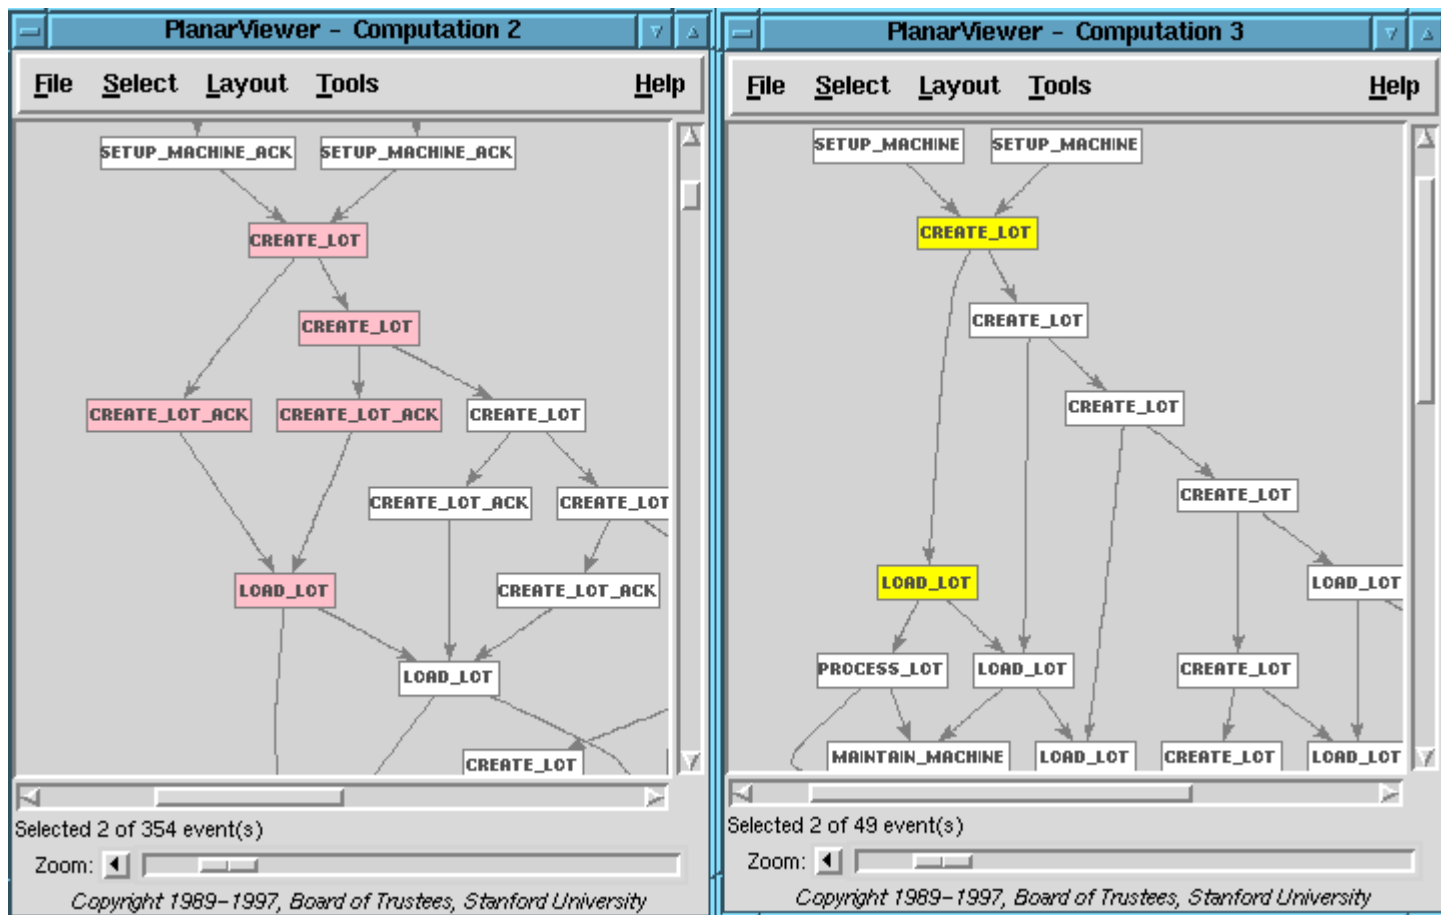 PlanarViewer - Computation 2
File Select Layout Tools Help
SETUP_MACHINE_ACK SETUP_MACHINE_ACK
CREATE_LOT
CREATE_LOT
CREATE_LOT_ACK CREATE_LOT_ACK CREATE_LOT
CREATE_LOT_ACK CREATE_LOT
LOAD_LOT CREATE_LOT_ACK
LOAD_LOT
CREATE_LOT
Selected 2 of 354 event(s)
Zoom:
Copyright 1989-1997, Board of Trustees, Stanford University
PlanarViewer - Computation 3
File Select Layout Tools Help
SETUP_MACHINE SETUP_MACHINE
CREATE_LOT
CREATE_LOT
CREATE_LOT
CREATE_LOT
LOAD_LOT LOAD_LOT
PROCESS_LOT LOAD_LOT CREATE_LOT
MAINTAIN_MACHINE LOAD_LOT CREATE_LOT LOAD_LOT
Selected 2 of 49 event(s)
Zoom:
Copyright 1989-1997, Board of Trustees, Stanford University